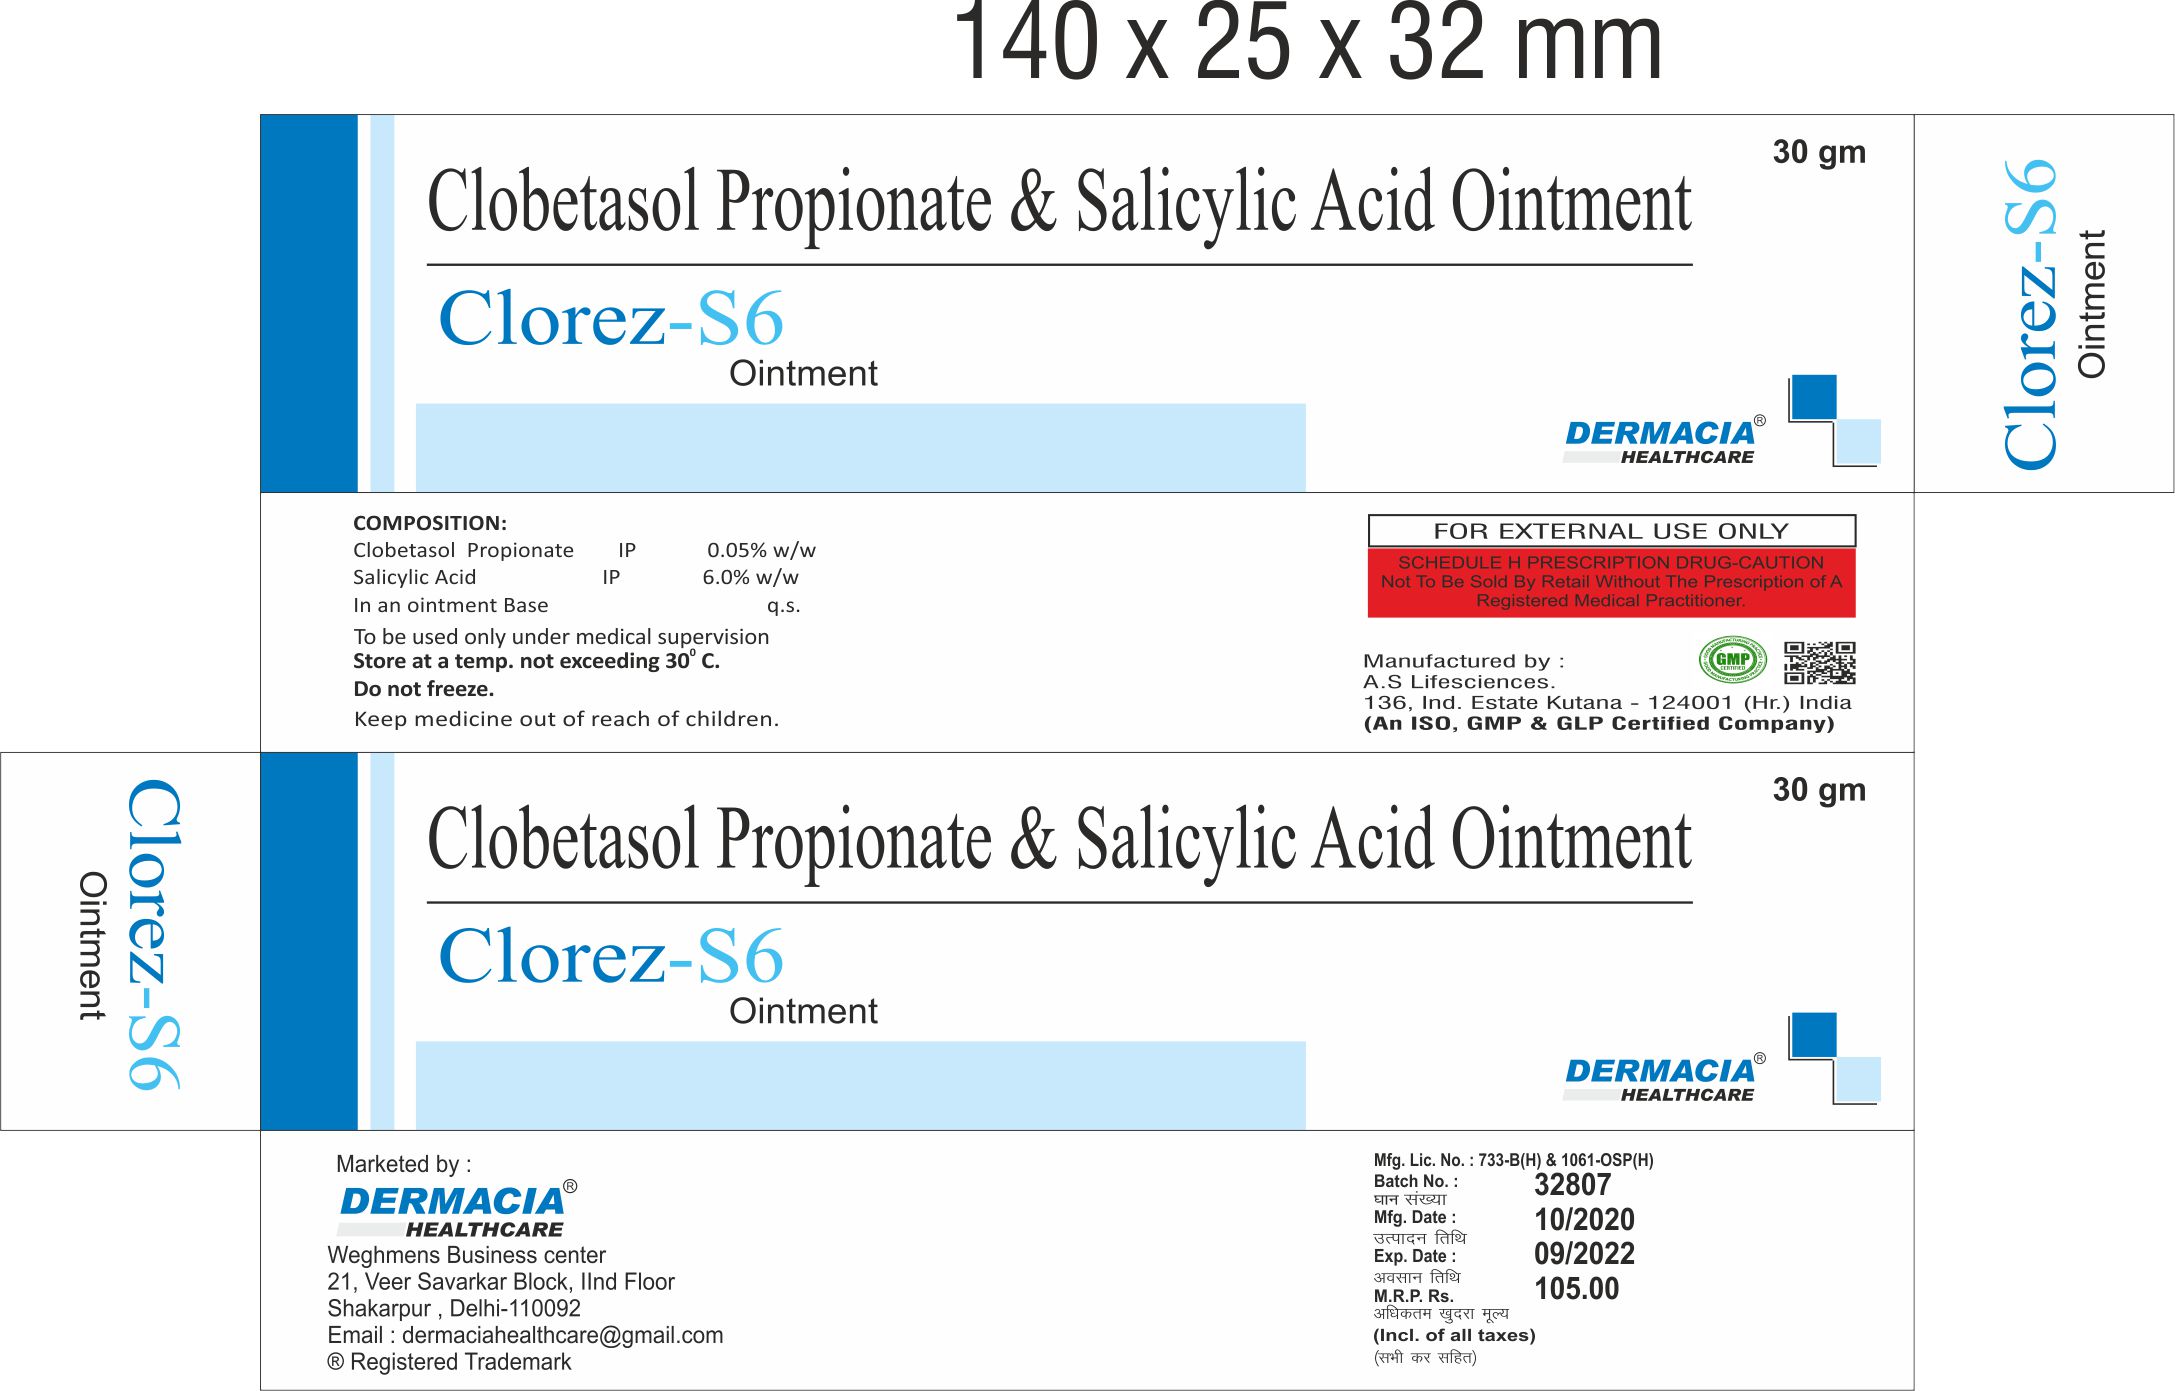 140 x 25 x 32 mm
30 gm
Clobetasol Propionate & Salicylic Acid Ointment
Clorez-S6
Ointment
DERMACIA®
HEALTHCARE
Clorez-S6
Ointment
COMPOSITION:
Clobetasol Propionate IP 0.05% w/w
Salicylic Acid IP 6.0% w/w
In an ointment Base q.s.
To be used only under medical supervision
Store at a temp. not exceeding 30⁰ C.
Do not freeze.
Keep medicine out of reach of children.
FOR EXTERNAL USE ONLY
SCHEDULE H PRESCRIPTION DRUG-CAUTION
Not To Be Sold By Retail Without The Prescription of A
Registered Medical Practitioner.
GMP
CERTIFIED
Manufactured by :
A.S Lifesciences.
136, Ind. Estate Kutana - 124001 (Hr.) India
(An ISO, GMP & GLP Certified Company)
Clorez-S6
Ointment
30 gm
Clobetasol Propionate & Salicylic Acid Ointment
Clorez-S6
Ointment
DERMACIA®
HEALTHCARE
Marketed by :
DERMACIA®
HEALTHCARE
Weghmens Business center
21, Veer Savarkar Block, IInd Floor
Shakarpur , Delhi-110092
Email : dermaciahealthcare@gmail.com
® Registered Trademark
Mfg. Lic. No. : 733-B(H) & 1061-OSP(H)
Batch No. : 32807
घान संख्या
Mfg. Date : 10/2020
उत्पादन तिथि
Exp. Date : 09/2022
अवसान तिथि
M.R.P. Rs. 105.00
अधिकतम खुदरा मूल्य
(Incl. of all taxes)
(सभी कर सहित)